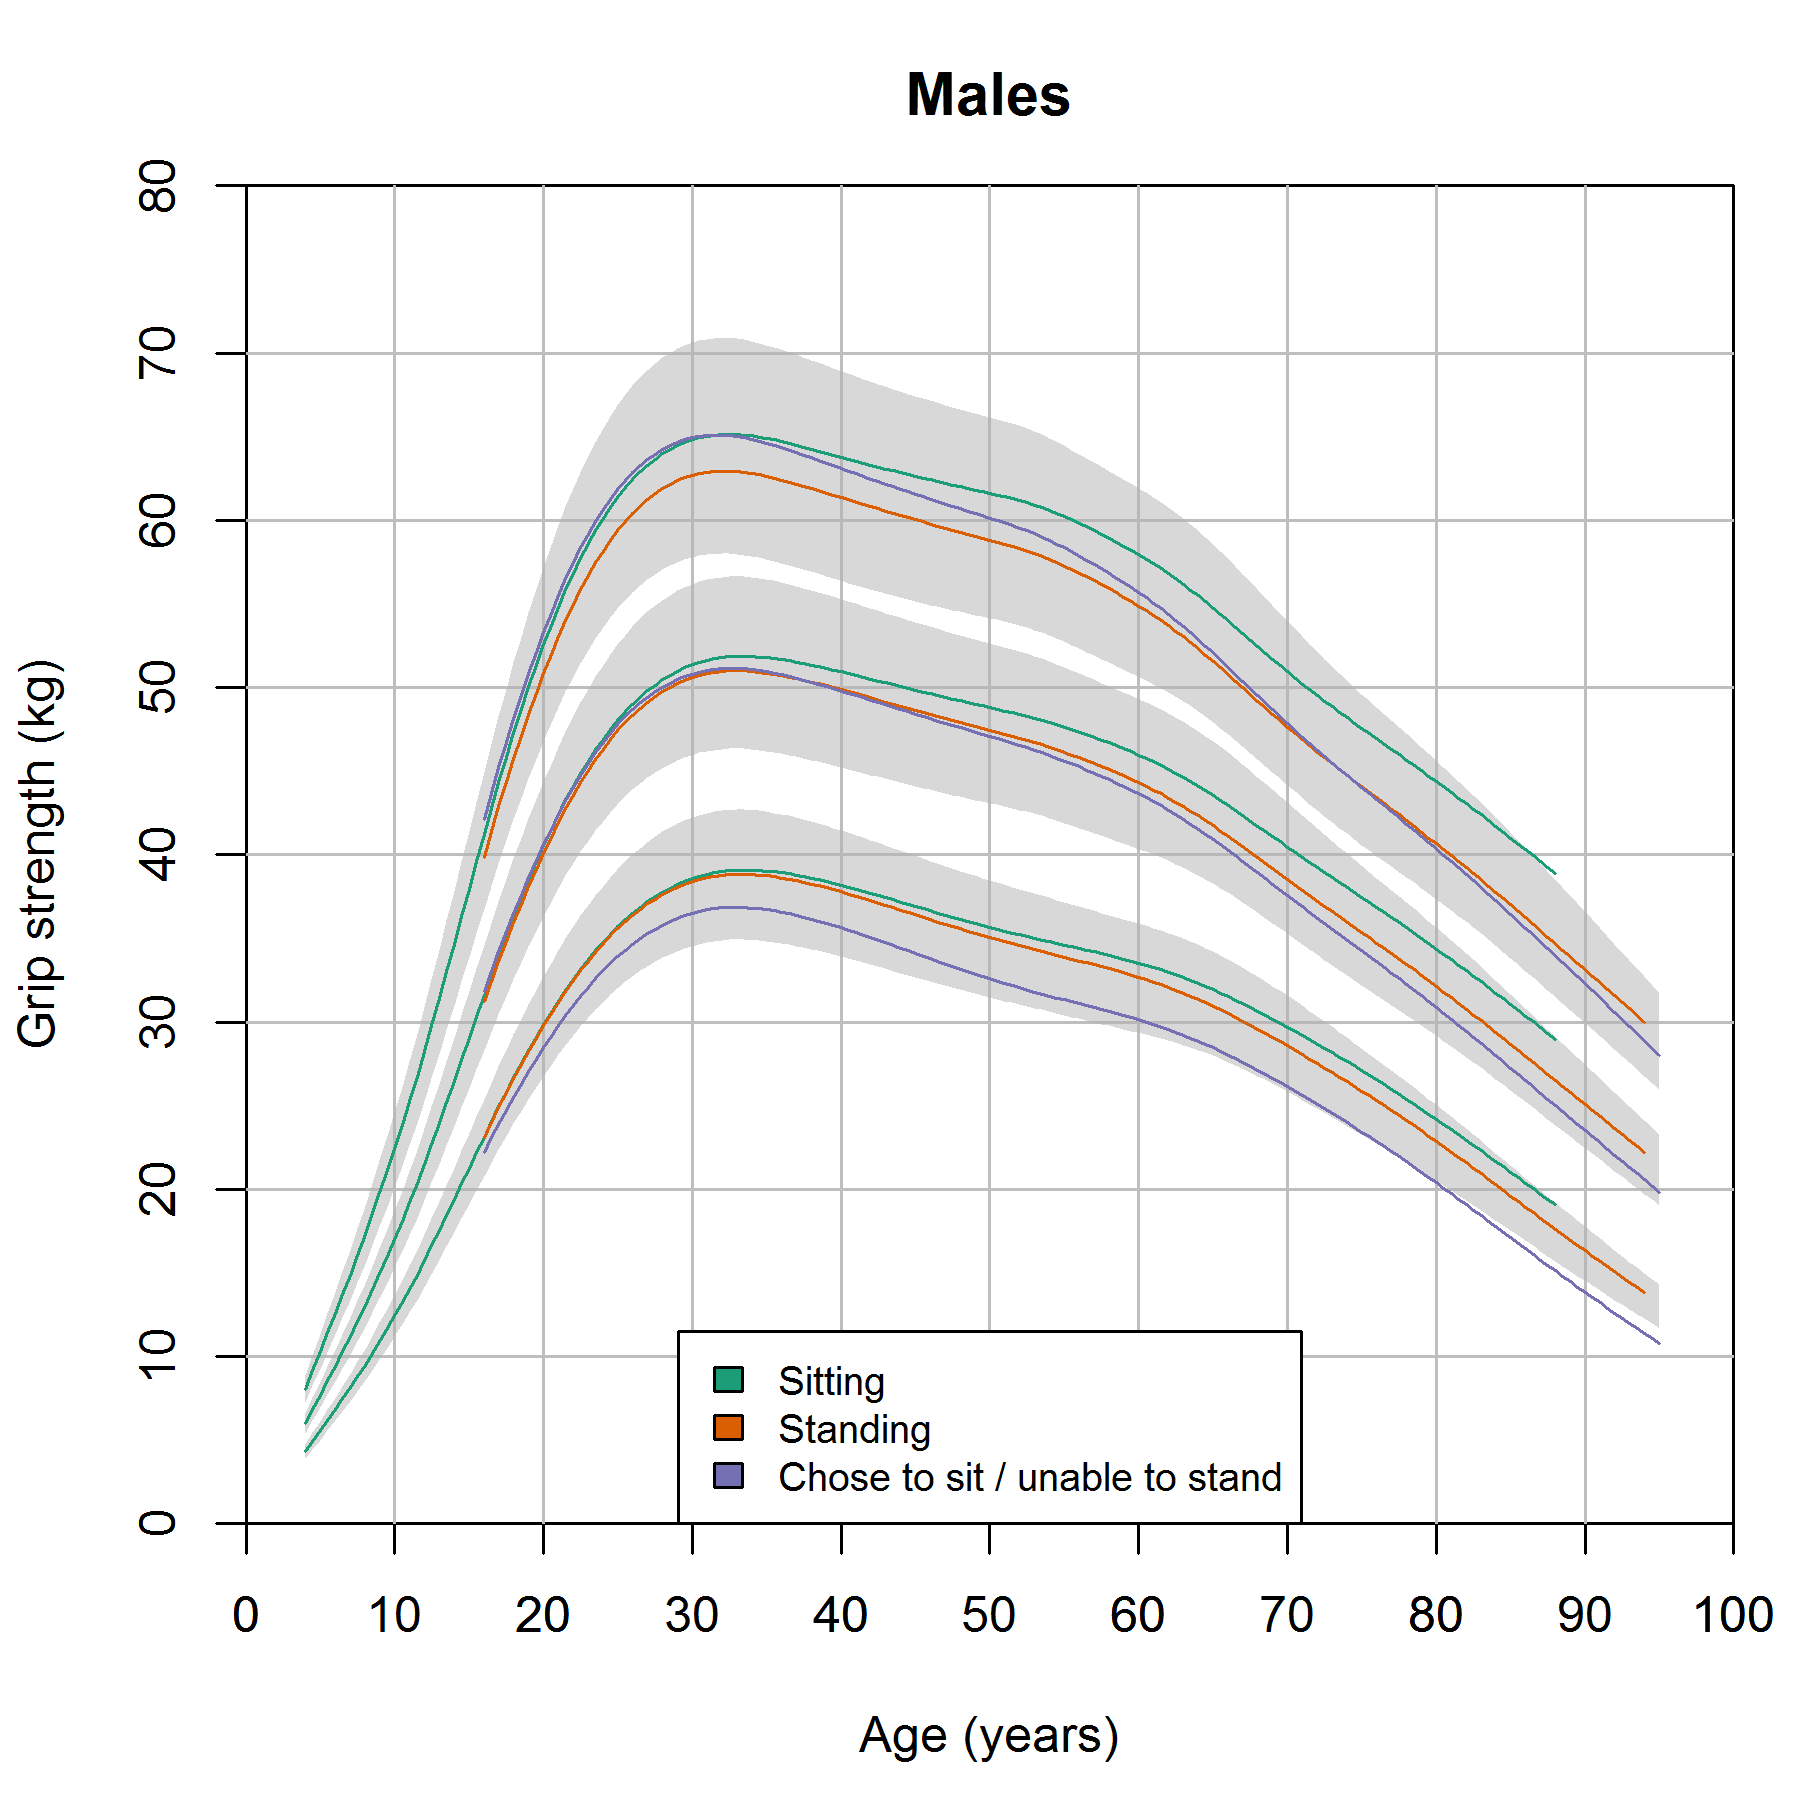 Males
Grip strength (kg)
80
70
60
50
40
30
20
10
0
Sitting
Standing
Chose to sit / unable to stand
0 10 20 30 40 50 60 70 80 90 100
Age (years)